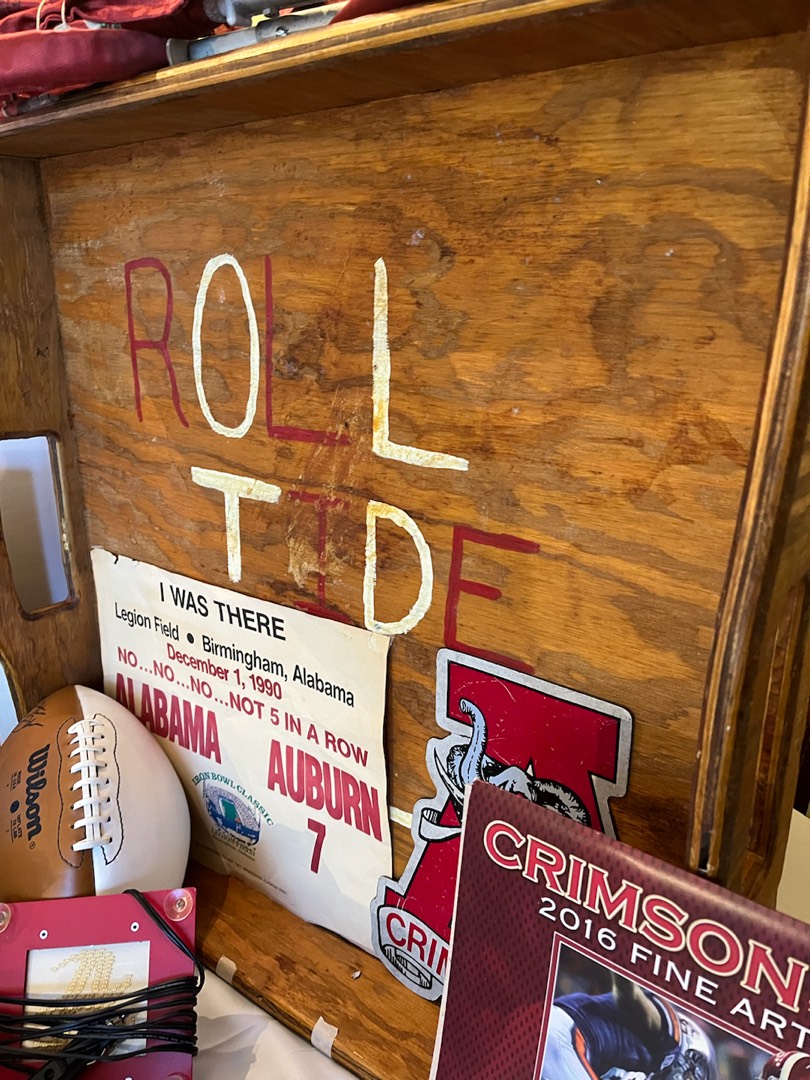 ROLL
TIDE
I WAS THERE
Legion Field ● Birmingham, Alabama
December 1, 1990
NO...NO...NO...NOT 5 IN A ROW
ALABAMA
AUBURN
7
IRON BOWL CLASSIC
Wilson
CRIM
CRIMSON
2016 FINE ART